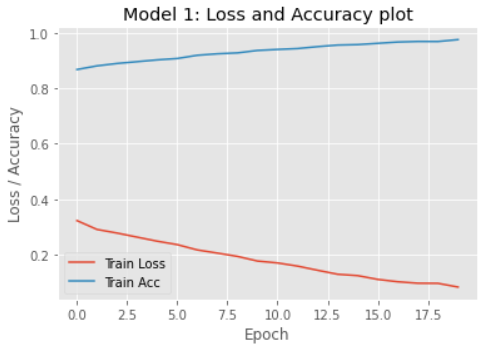 Model 1: Loss and Accuracy plot
1.0
0.8
0.6
0.4
0.2
Loss / Accuracy
Train Loss
Train Acc
0.0 2.5 5.0 7.5 10.0 12.5 15.0 17.5
Epoch